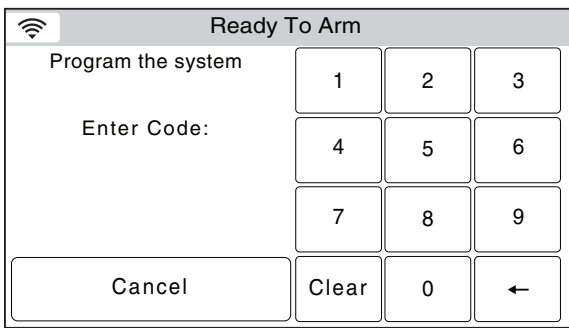 Ready To Arm
Program the system
Enter Code:
1 2 3
4 5 6
7 8 9
Cancel Clear 0 ←